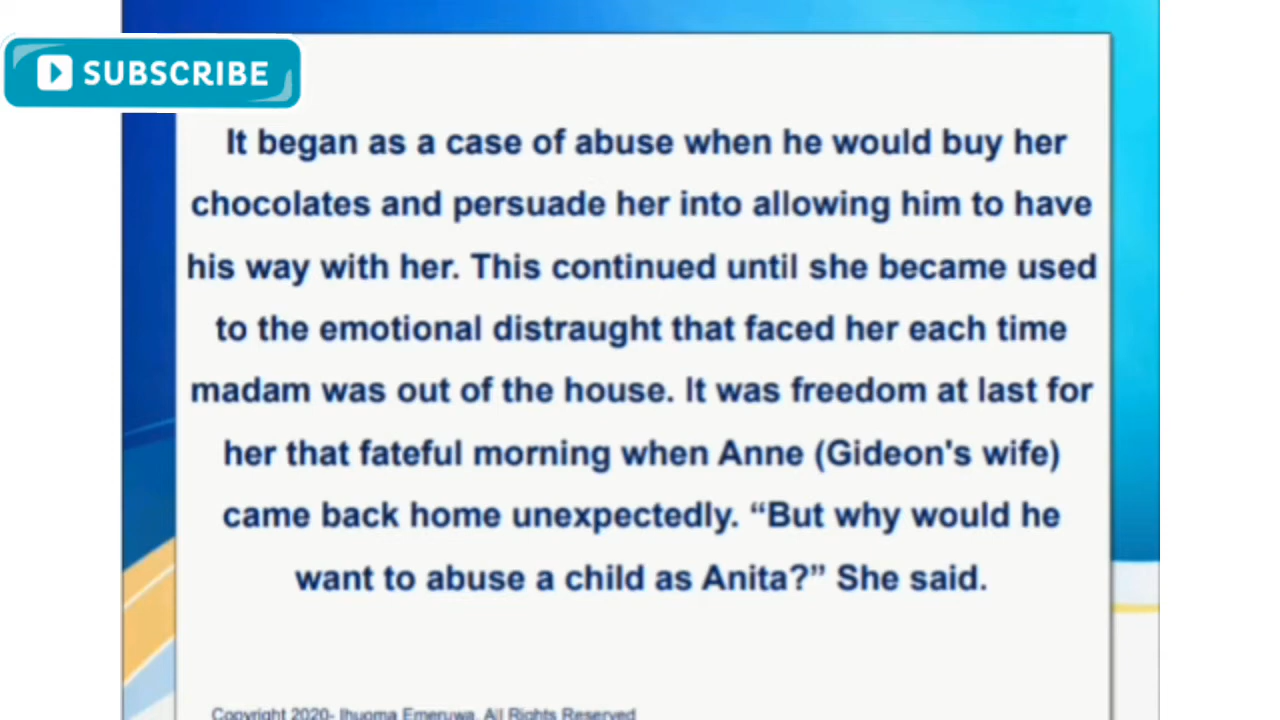 SUBSCRIBE
It began as a case of abuse when he would buy her
chocolates and persuade her into allowing him to have
his way with her. This continued until she became used
to the emotional distraught that faced her each time
madam was out of the house. It was freedom at last for
her that fateful morning when Anne (Gideon's wife)
came back home unexpectedly. “But why would he
want to abuse a child as Anita?” She said.
Copyright 2020- Ihuoma Emeruwa. All Rights Reserved